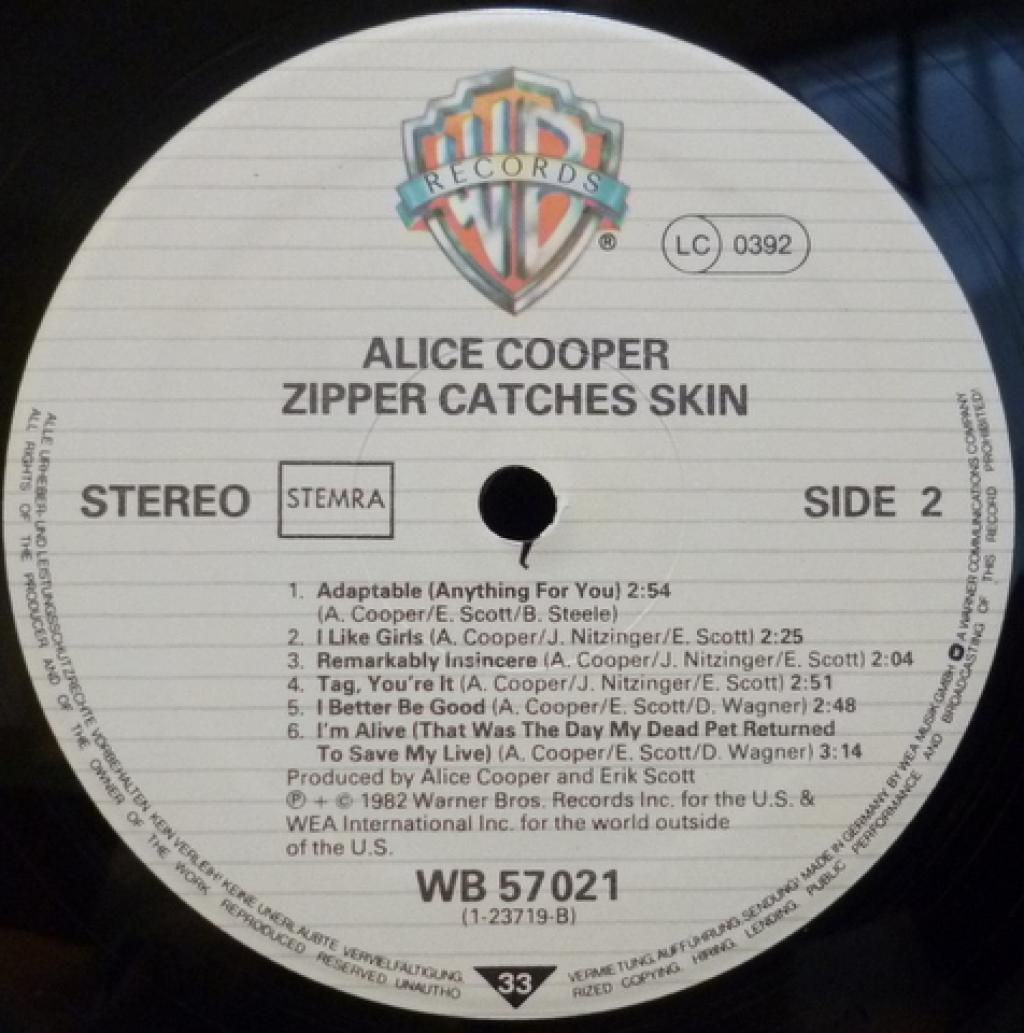 WB
RECORDS
®
LC 0392
ALICE COOPER
ZIPPER CATCHES SKIN
STEREO STEMRA SIDE 2
1. Adaptable (Anything For You) 2:54
(A. Cooper/E. Scott/B. Steele)
2. I Like Girls (A. Cooper/J. Nitzinger/E. Scott) 2:25
3. Remarkably Insincere (A. Cooper/J. Nitzinger/E. Scott) 2:04
4. Tag, You're It (A. Cooper/J. Nitzinger/E. Scott) 2:51
5. I Better Be Good (A. Cooper/E. Scott/D. Wagner) 2:48
6. I'm Alive (That Was The Day My Dead Pet Returned
To Save My Live) (A. Cooper/E. Scott/D. Wagner) 3:14
Produced by Alice Cooper and Erik Scott
℗ + © 1982 Warner Bros. Records Inc. for the U.S. &
WEA International Inc. for the world outside
of the U.S.
WB 57021
(1-23719-B)
33
ALLE URHEBER- UND LEISTUNGSSCHUTZRECHTE VORBEHALTEN. KEIN VERLEIH! KEINE UNERLAUBTE VERVIELFÄLTIGUNG, VERMIETUNG, AUFFÜHRUNG, SENDUNG! MADE IN GERMANY BY WEA MUSIK GMBH A WARNER COMMUNICATIONS COMPANY
ALL RIGHTS OF THE PRODUCER AND OF THE OWNER OF THE WORK REPRODUCED RESERVED. UNAUTHORIZED COPYING, HIRING, LENDING, PUBLIC PERFORMANCE AND BROADCASTING OF THIS RECORD PROHIBITED!